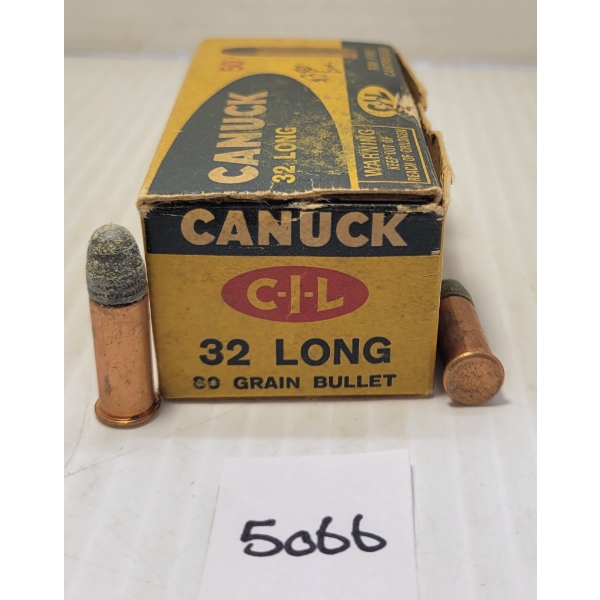 50
CANUCK
32 LONG
C-I-L
WARNING
KEEP OUT OF
REACH OF CHILDREN
CANUCK
C-I-L
32 LONG
80 GRAIN BULLET
5066